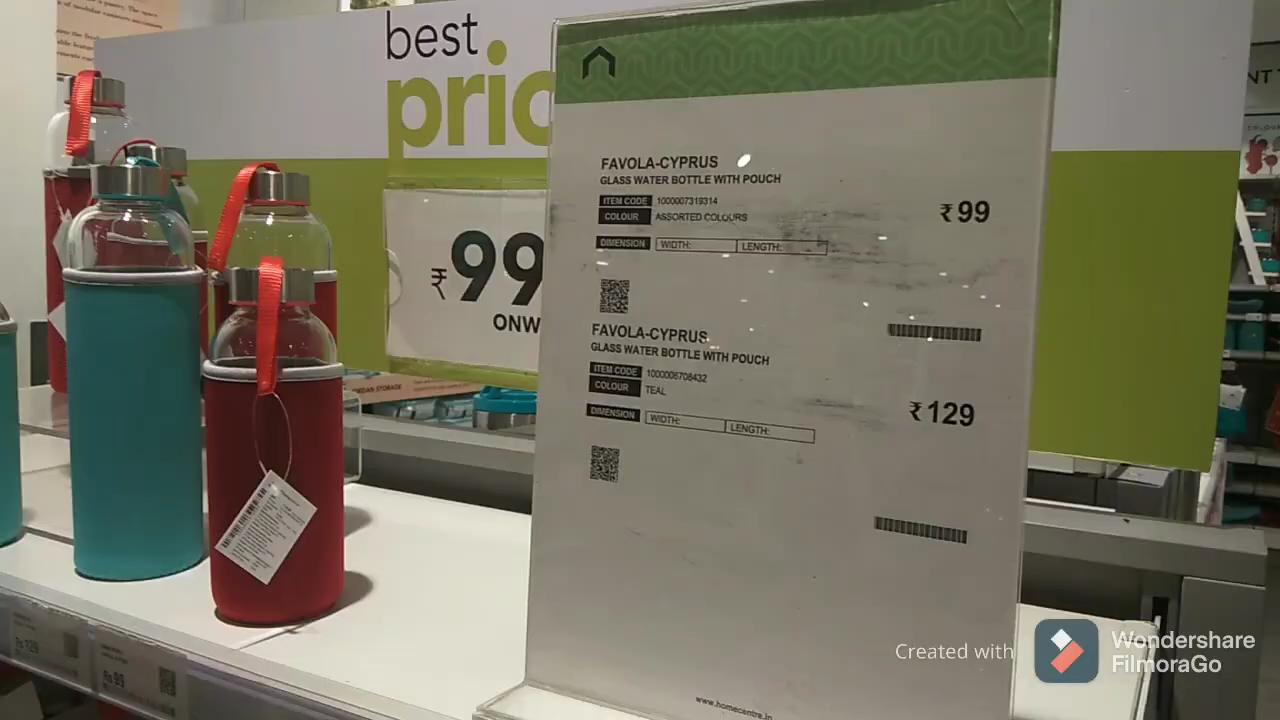 best
pric
₹99
ONW
FAVOLA-CYPRUS
GLASS WATER BOTTLE WITH POUCH
ITEM CODE 1000007319314
COLOUR ASSORTED COLOURS
₹99
DIMENSION WIDTH: LENGTH:
FAVOLA-CYPRUS
GLASS WATER BOTTLE WITH POUCH
ITEM CODE 1000006708432
COLOUR TEAL
₹129
DIMENSION WIDTH: LENGTH:
www.homecentre.in
STORAGE
Rs 129
Rs 99
Created with
Wondershare
FilmoraGo